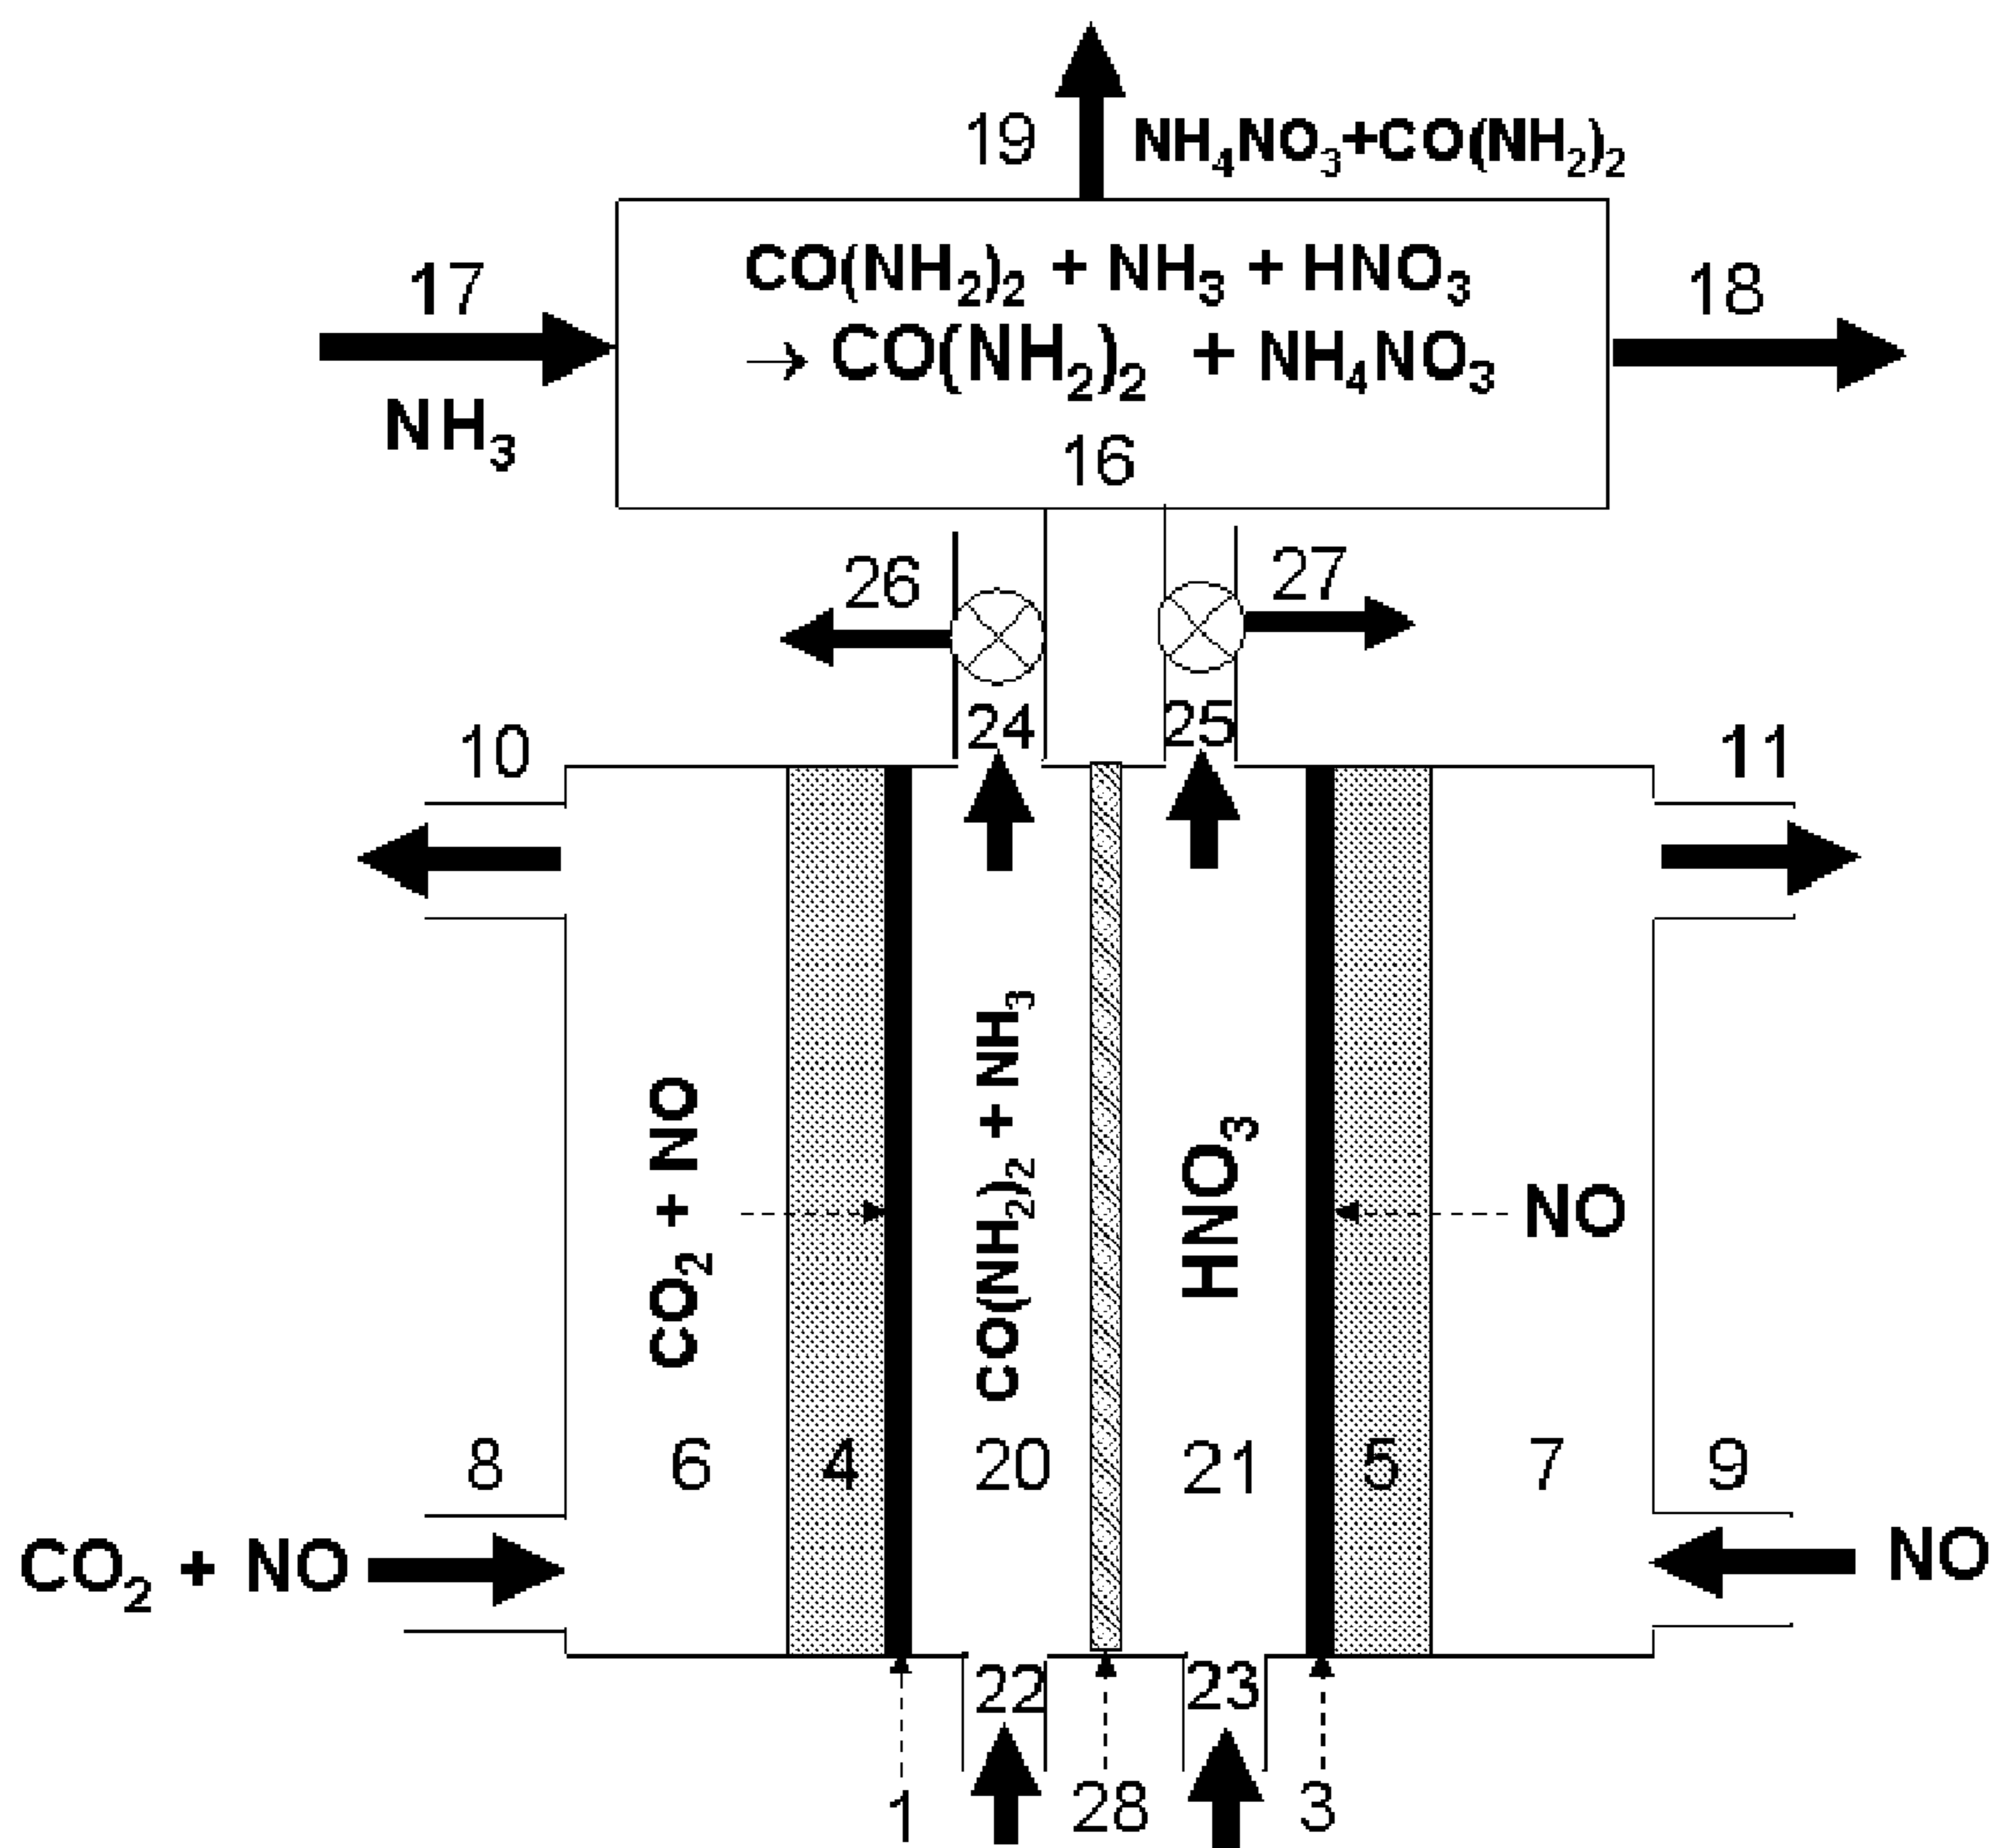 19
NH₄NO₃+CO(NH₂)₂
17
CO(NH₂)₂ + NH₃ + HNO₃
→ CO(NH₂)₂ + NH₄NO₃
18
NH₃
16
26
27
24
25
10
11
CO₂ + NO
CO(NH₂)₂ + NH₃
HNO₃
NO
8
6
4
20
21
5
7
9
CO₂ + NO
NO
22
23
1
28
3